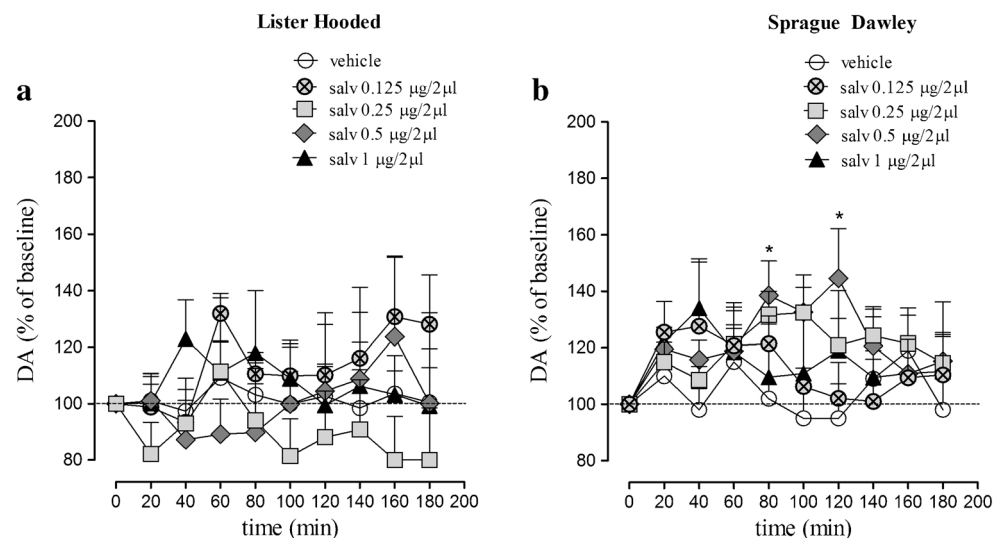 Lister Hooded
a
vehicle
salv 0.125 µg/2µl
salv 0.25 µg/2µl
salv 0.5 µg/2µl
salv 1 µg/2µl
DA (% of baseline)
200
180
160
140
120
100
80
0 20 40 60 80 100 120 140 160 180 200
time (min)
Sprague Dawley
b
vehicle
salv 0.125 µg/2µl
salv 0.25 µg/2µl
salv 0.5 µg/2µl
salv 1 µg/2µl
DA (% of baseline)
200
180
160
140
120
100
80
* *
0 20 40 60 80 100 120 140 160 180 200
time (min)